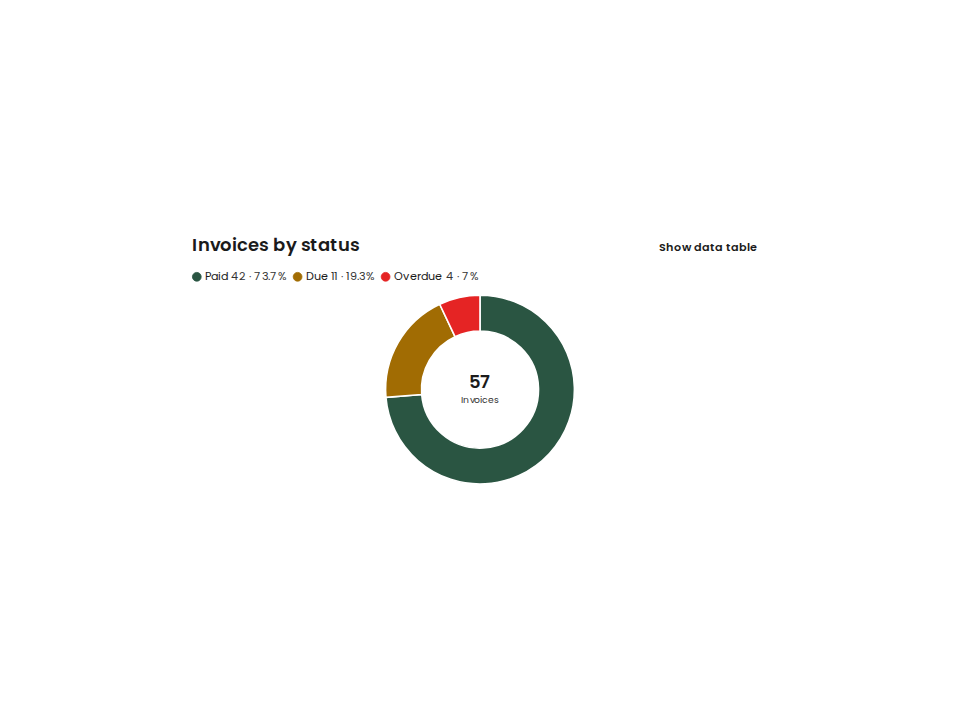 Invoices by status
Show data table
Paid 42 · 73.7% Due 11 · 19.3% Overdue 4 · 7%
57
Invoices